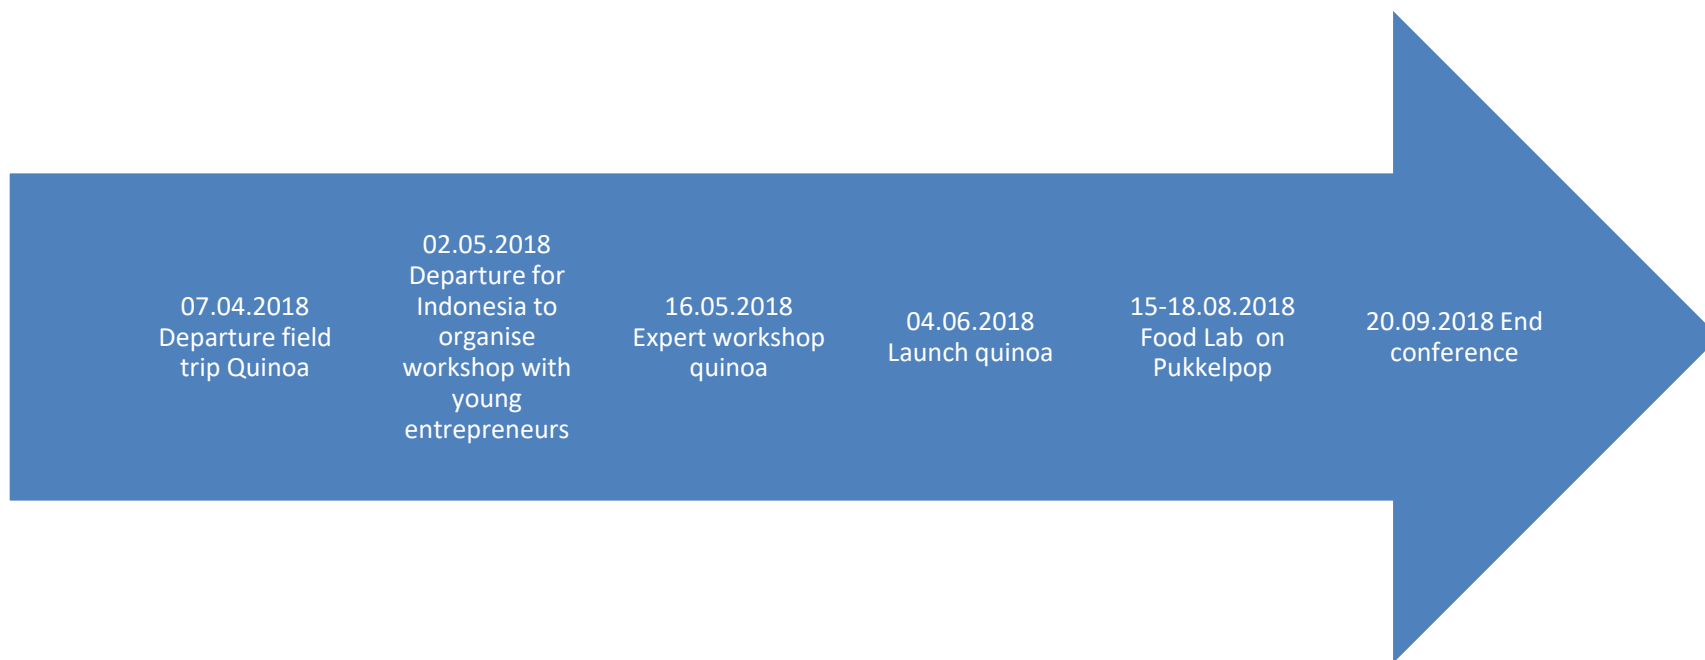 07.04.2018
Departure field
trip Quinoa
02.05.2018
Departure for
Indonesia to
organise
workshop with
young
entrepreneurs
16.05.2018
Expert workshop
quinoa
04.06.2018
Launch quinoa
15-18.08.2018
Food Lab  on
Pukkelpop
20.09.2018 End
conference